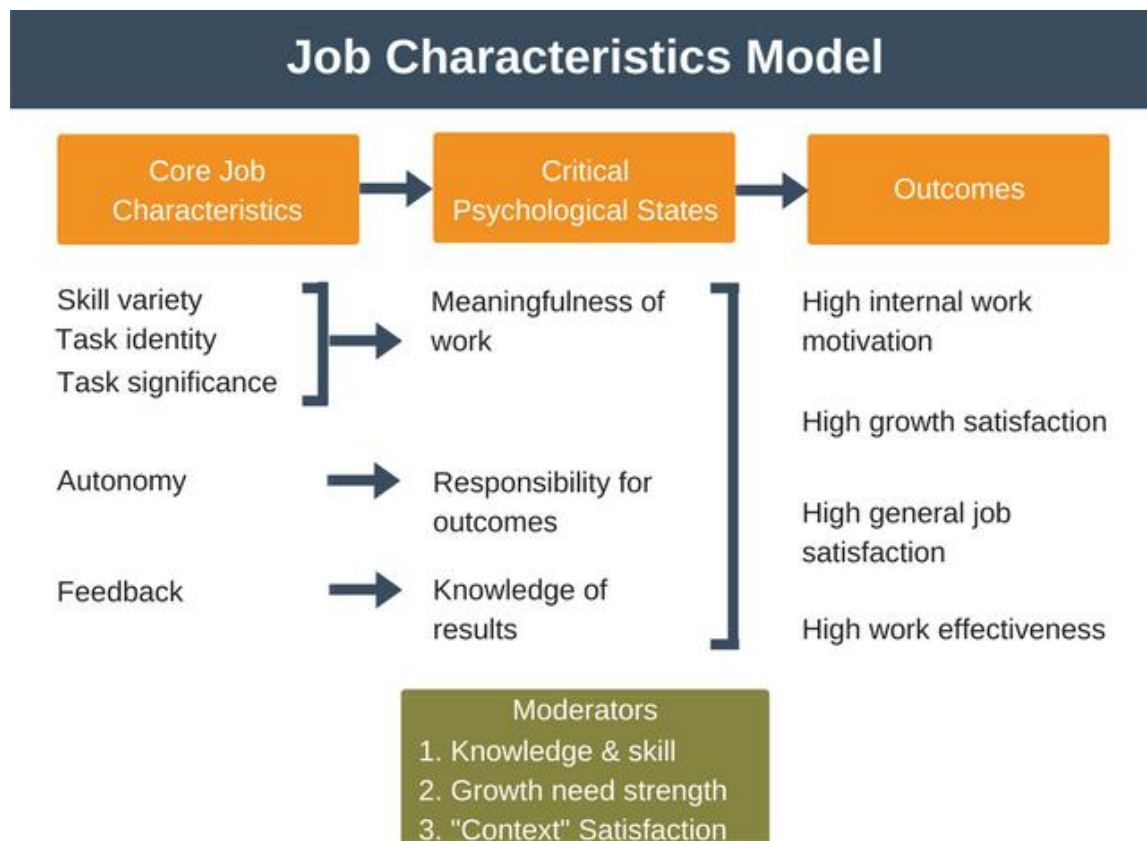 Job Characteristics Model
Core Job
Characteristics
Critical
Psychological States
Outcomes
Skill variety
Task identity
Task significance
Meaningfulness of
work
High internal work
motivation
High growth satisfaction
Autonomy
Responsibility for
outcomes
High general job
satisfaction
Feedback
Knowledge of
results
High work effectiveness
Moderators
1. Knowledge & skill
2. Growth need strength
3. "Context" Satisfaction